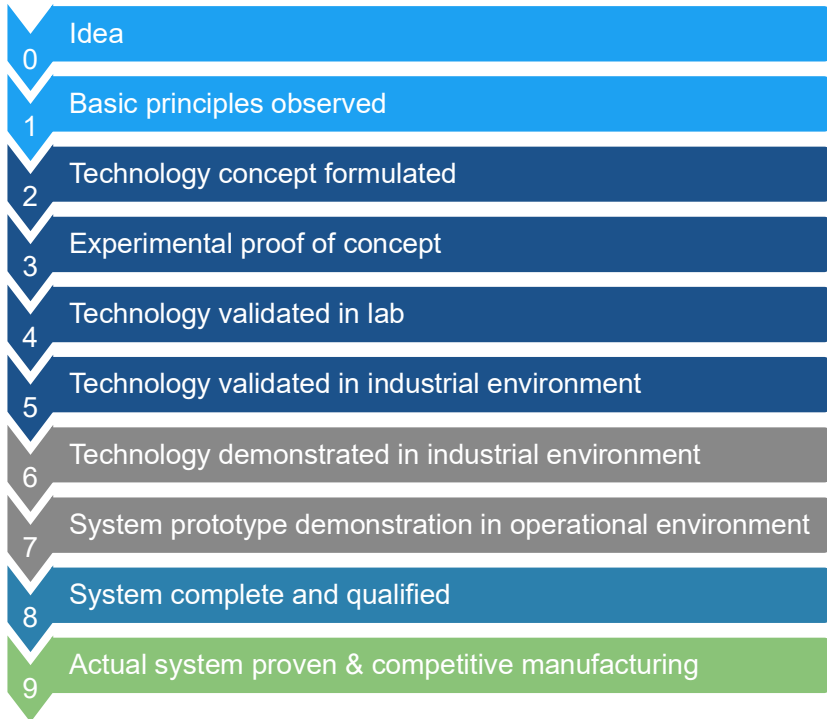 Idea
0
Basic principles observed
1
Technology concept formulated
2
Experimental proof of concept
3
Technology validated in lab
4
Technology validated in industrial environment
5
Technology demonstrated in industrial environment
6
System prototype demonstration in operational environment
7
System complete and qualified
8
Actual system proven & competitive manufacturing
9